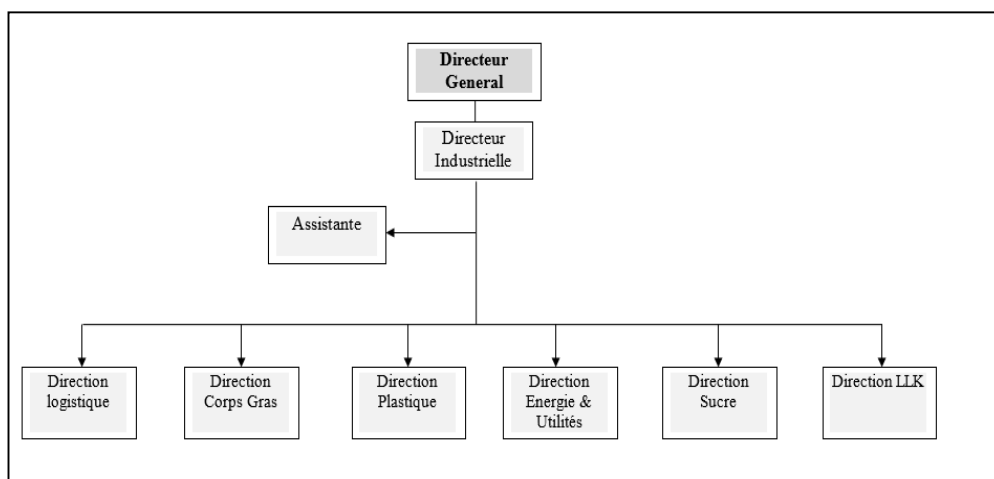 Directeur
General
Directeur
Industrielle
Assistante
Direction
logistique
Direction
Corps Gras
Direction
Plastique
Direction
Energie &
Utilités
Direction
Sucre
Direction LLK